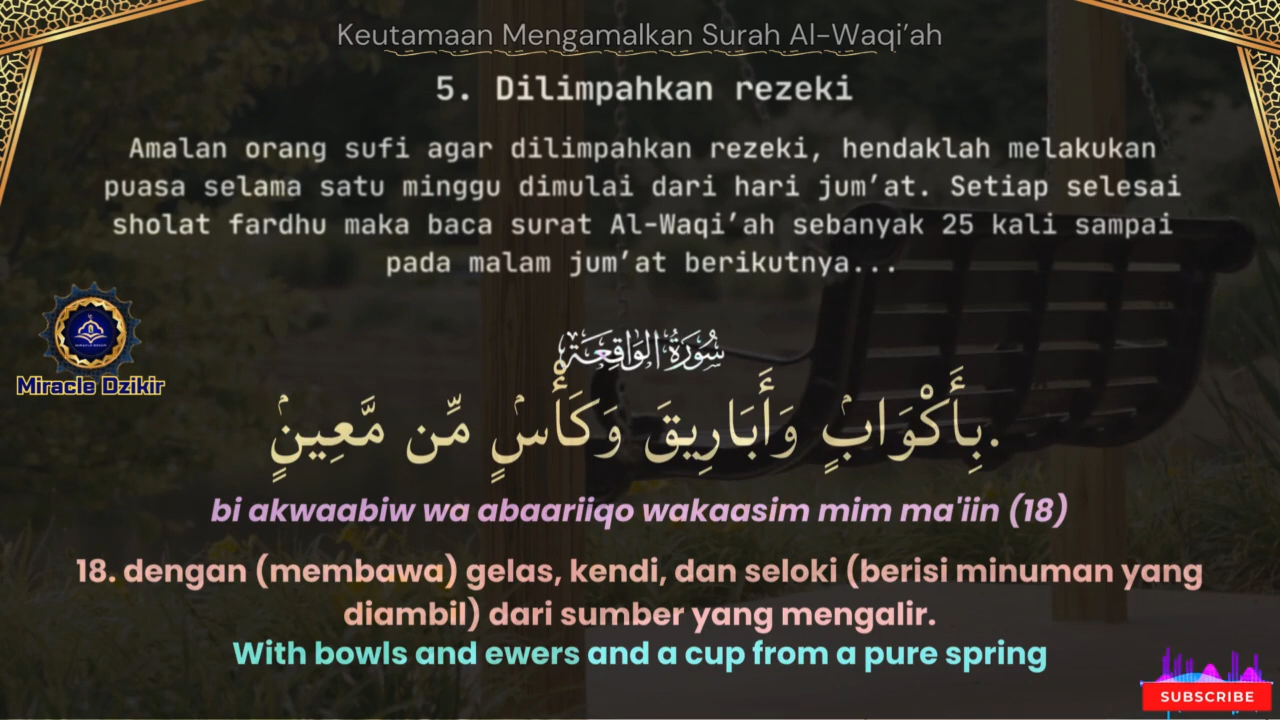 Keutamaan Mengamalkan Surah Al-Waqi’ah
5. Dilimpahkan rezeki
Amalan orang sufi agar dilimpahkan rezeki, hendaklah melakukan
puasa selama satu minggu dimulai dari hari jum’at. Setiap selesai
sholat fardhu maka baca surat Al-Waqi’ah sebanyak 25 kali sampai
pada malam jum’at berikutnya...
Miracle Dzikir
سُورَةُ الوَاقِعَة
بِأَكْوَابٍۢ وَأَبَارِيقَ وَكَأْسٍۢ مِّن مَّعِينٍۢ.
bi akwaabiw wa abaariiqo wakaasim mim ma'iin (18)
18. dengan (membawa) gelas, kendi, dan seloki (berisi minuman yang
diambil) dari sumber yang mengalir.
With bowls and ewers and a cup from a pure spring
SUBSCRIBE